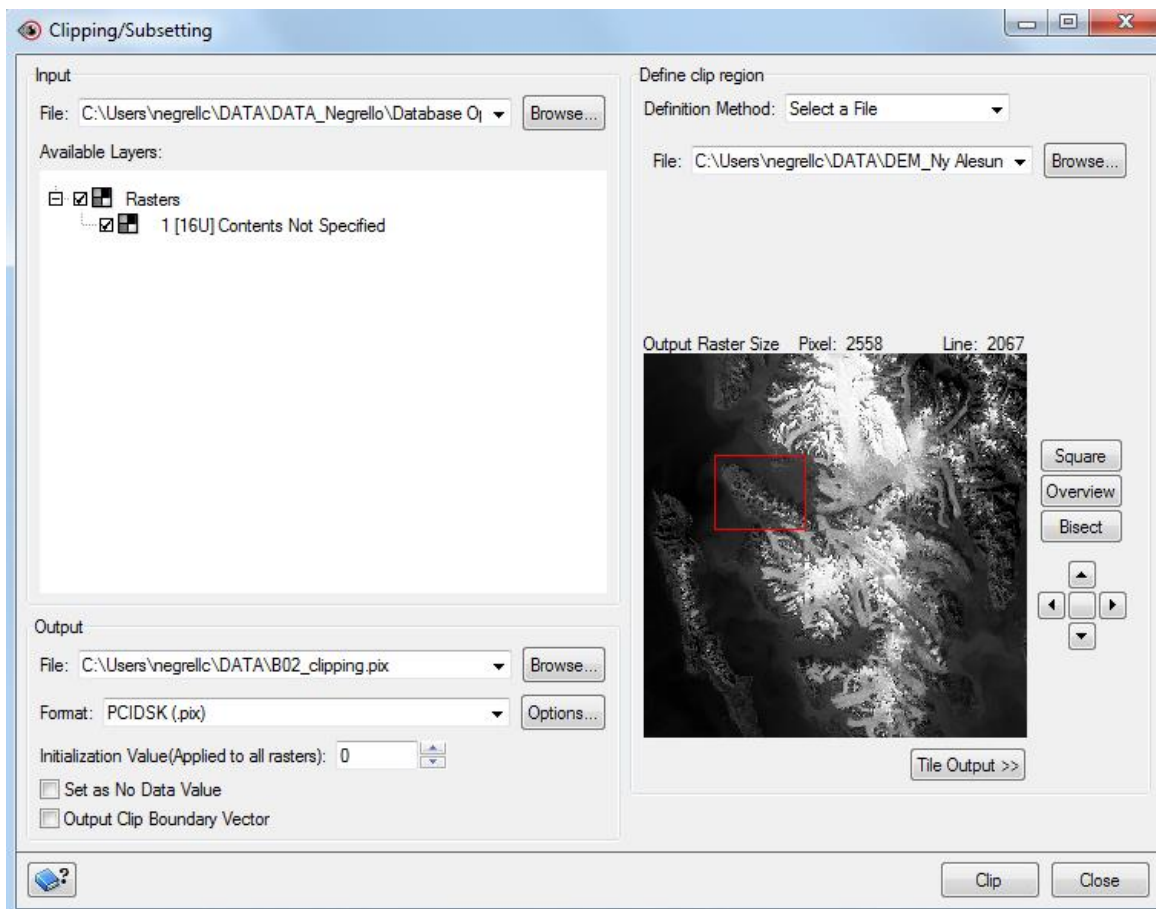 Clipping/Subsetting
Input
File: C:\Users\negrellc\DATA\DATA_Negrello\Database Op Browse...
Available Layers:
Rasters
1 [16U] Contents Not Specified
Output
File: C:\Users\negrellc\DATA\B02_clipping.pix Browse...
Format: PCIDSK (.pix) Options...
Initialization Value(Applied to all rasters): 0
Set as No Data Value
Output Clip Boundary Vector
Define clip region
Definition Method: Select a File
File: C:\Users\negrellc\DATA\DEM_Ny Alesun Browse...
Output Raster Size Pixel: 2558 Line: 2067
Square
Overview
Bisect
Tile Output >>
?
Clip Close